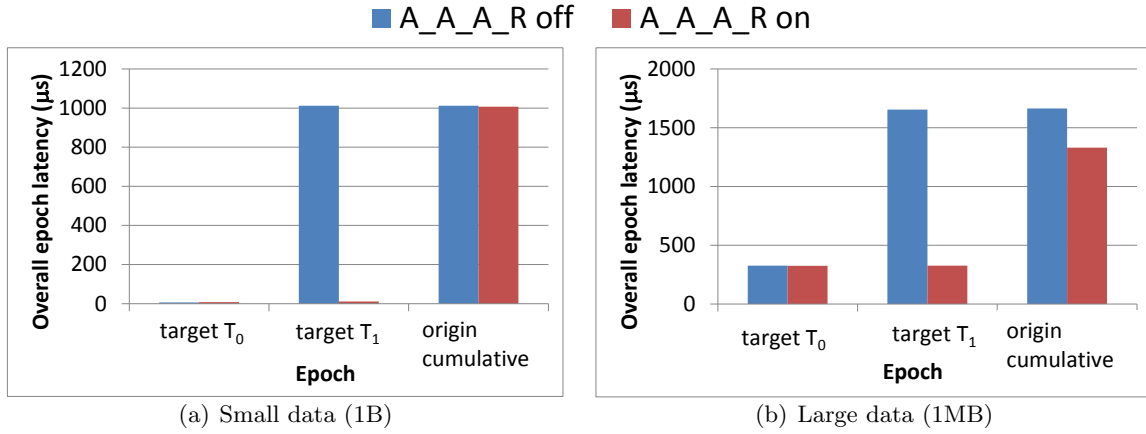 A_A_A_R off A_A_A_R on
Overall epoch latency (µs)
1200
1000
800
600
400
200
0
target T₀ target T₁ origin cumulative
Epoch
(a) Small data (1B)
Overall epoch latency (µs)
2000
1500
1000
500
0
target T₀ target T₁ origin cumulative
Epoch
(b) Large data (1MB)